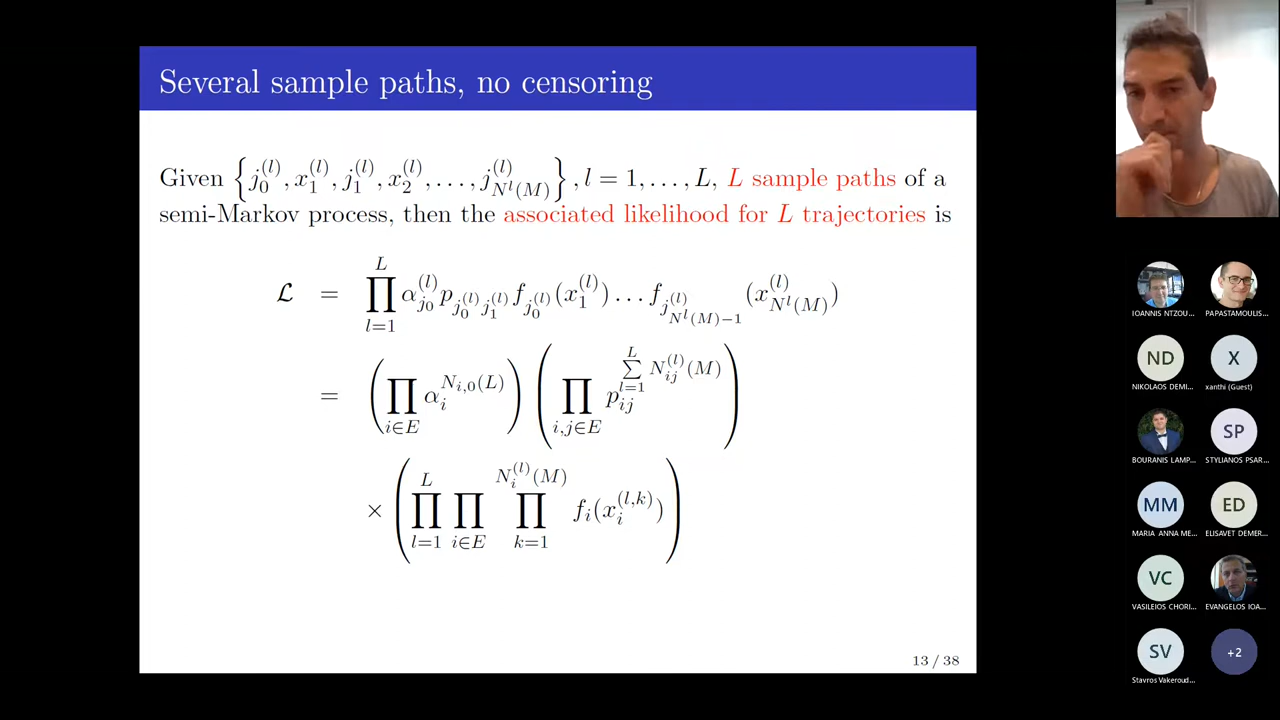 Several sample paths, no censoring
Given {j_0^{(l)}, x_1^{(l)}, j_1^{(l)}, x_2^{(l)}, ..., j_{N^l(M)}^{(l)}}, l = 1, ..., L, L sample paths of a
semi-Markov process, then the associated likelihood for L trajectories is
ℒ = ∏_{l=1}^{L} α_{j_0}^{(l)} p_{j_0^{(l)} j_1^{(l)}} f_{j_0^{(l)}}(x_1^{(l)}) ... f_{j_{N^l(M)-1}^{(l)}}(x_{N^l(M)}^{(l)})
= (∏_{i∈E} α_i^{N_{i,0}(L)}) (∏_{i,j∈E} p_{ij}^{∑_{l=1}^{L} N_{ij}^{(l)}(M)})
× (∏_{l=1}^{L} ∏_{i∈E} ∏_{k=1}^{N_i^{(l)}(M)} f_i(x_i^{(l,k)}))
13 / 38
IOANNIS NTZOU...
PAPASTAMOULIS...
ND
X
NIKOLAOS DEMI...
xanthi (Guest)
SP
BOURANIS LAMP...
STYLIANOS PSAR...
MM
ED
MARIA ANNA ME...
ELISAVET DEMER...
VC
VASILEIOS CHORI...
EVANGELOS IOA...
SV
+2
Stavros Vakeroud...